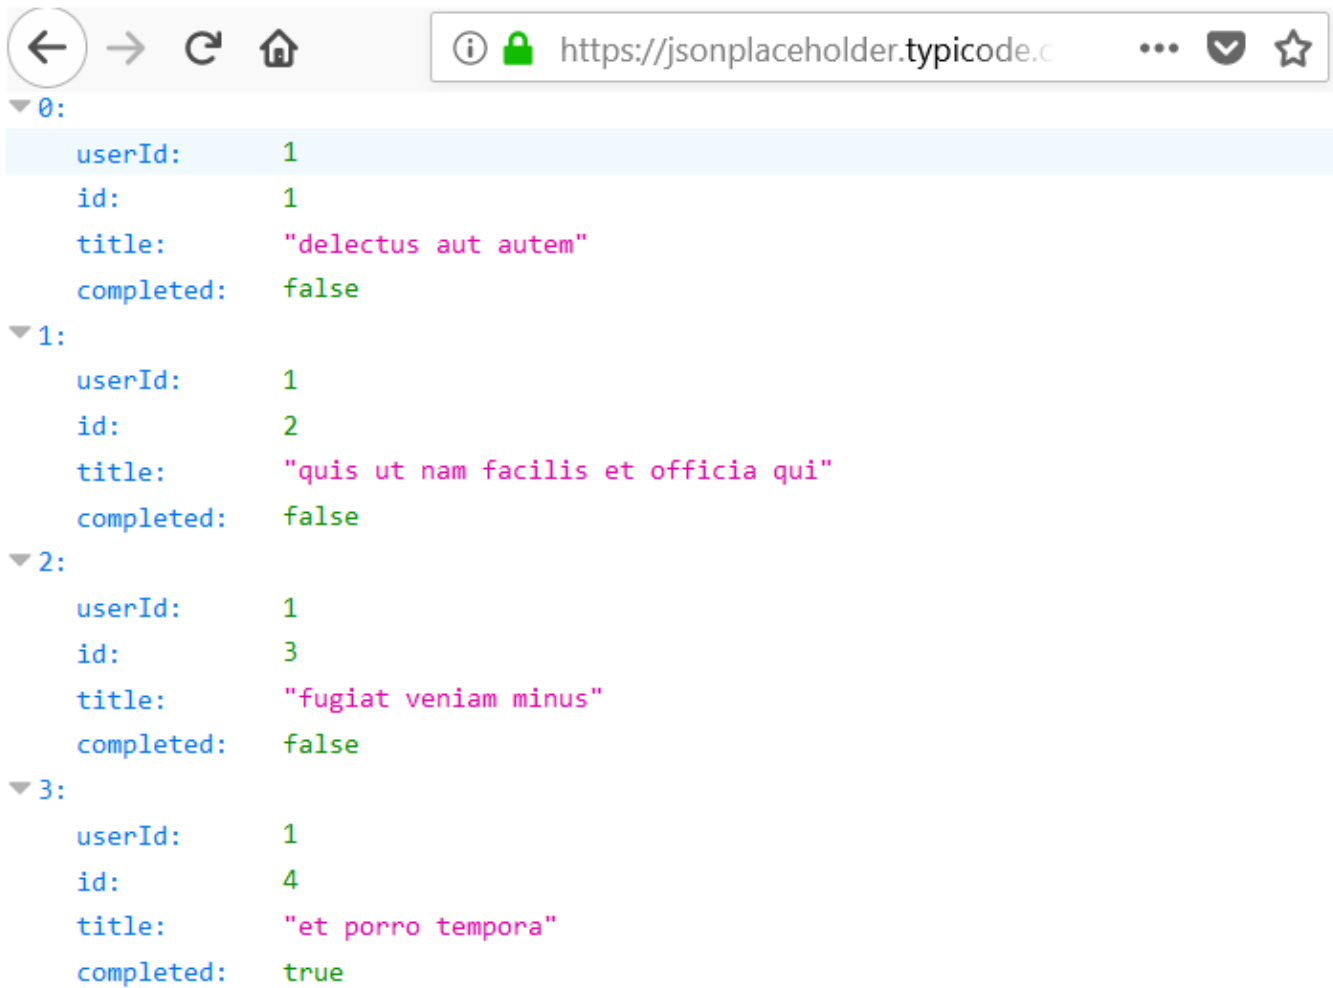 https://jsonplaceholder.typicode.c
0:
userId: 1
id: 1
title: "delectus aut autem"
completed: false
1:
userId: 1
id: 2
title: "quis ut nam facilis et officia qui"
completed: false
2:
userId: 1
id: 3
title: "fugiat veniam minus"
completed: false
3:
userId: 1
id: 4
title: "et porro tempora"
completed: true